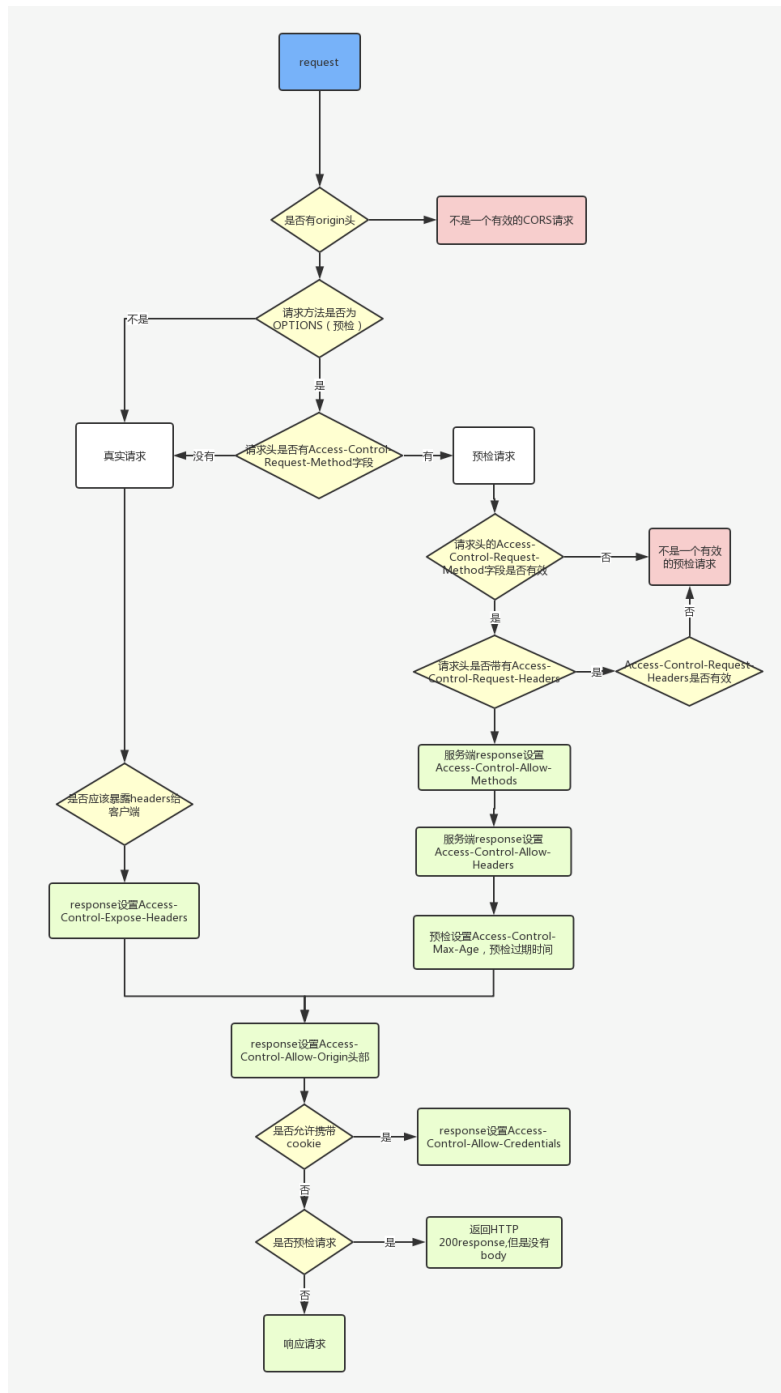 request
是否有origin头
不是一个有效的CORS请求
请求方法是否为
OPTIONS（预检）
不是
是
真实请求
没有
请求头是否有Access-Control-
Request-Method字段
有
预检请求
请求头的Access-
Control-Request-
Method字段是否有效
否
不是一个有效
的预检请求
是
否
请求头是否带有Access-
Control-Request-Headers
是
Access-Control-Request-
Headers是否有效
服务端response设置
Access-Control-Allow-
Methods
是否应该暴露headers给
客户端
服务端response设置
Access-Control-Allow-
Headers
response设置Access-
Control-Expose-Headers
预检设置Access-Control-
Max-Age，预检过期时间
response设置Access-
Control-Allow-Origin头部
是否允许携带
cookie
是
response设置Access-
Control-Allow-Credentials
否
是否预检请求
是
返回HTTP
200response,但是没有
body
否
响应请求